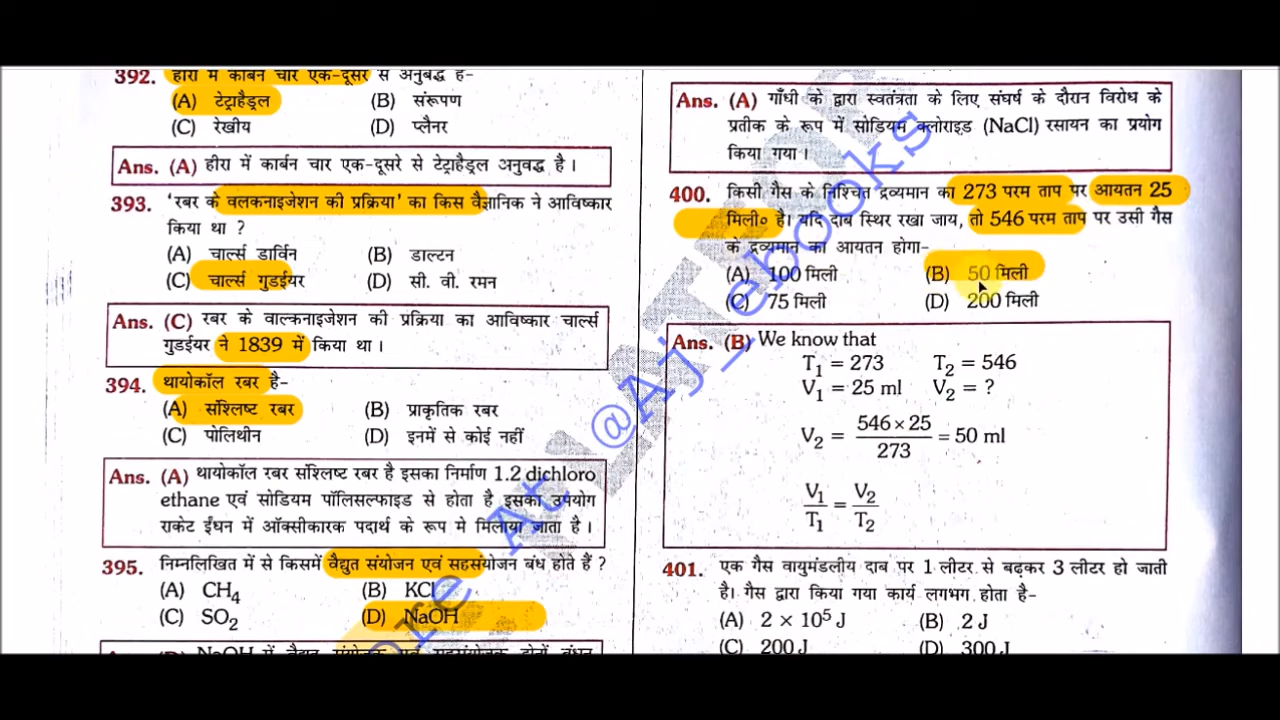 392. हीरा में कार्बन चार एक-दूसरे से अनुबद्ध है-
(A) टेट्राहैड्रल (B) संरूपण
(C) रेखीय (D) प्लैनर
Ans. (A) हीरा में कार्बन चार एक-दूसरे से टेट्राहैड्रल अनुवद्ध है।
393. 'रबर के वलकनाइजेशन की प्रक्रिया' का किस वैज्ञानिक ने आविष्कार
किया था ?
(A) चार्ल्स डार्विन (B) डाल्टन
(C) चार्ल्स गुडईयर (D) सी. वी. रमन
Ans. (C) रबर के वाल्कनाइजेशन की प्रक्रिया का आविष्कार चार्ल्स
गुडईयर ने 1839 में किया था।
394. थायोकॉल रबर है-
(A) संश्लिष्ट रबर (B) प्राकृतिक रबर
(C) पोलिथीन (D) इनमें से कोई नहीं
Ans. (A) थायोकॉल रबर संश्लिष्ट रबर है इसका निर्माण 1.2 dichloro
ethane एवं सोडियम पॉलिसल्फाइड से होता है इसका उपयोग
राकेट ईंधन में ऑक्सीकारक पदार्थ के रूप मे मिलाया जाता है।
395. निम्नलिखित में से किसमें वैद्युत संयोजन एवं सहसंयोजन बंध होते हैं ?
(A) CH4 (B) KCl
(C) SO2 (D) NaOH
Ans. (A) गाँधी के द्वारा स्वतंत्रता के लिए संघर्ष के दौरान विरोध के
प्रतीक के रूप में सोडियम क्लोराइड (NaCl) रसायन का प्रयोग
किया गया।
400. किसी गैस के निश्चित द्रव्यमान का 273 परम ताप पर आयतन 25
मिली० है। यदि दाब स्थिर रखा जाय, तो 546 परम ताप पर उसी गैस
के द्रव्यमान का आयतन होगा-
(A) 100 मिली (B) 50 मिली
(C) 75 मिली (D) 200 मिली
Ans. (B) We know that
T1 = 273 T2 = 546
V1 = 25 ml V2 = ?
V2 = 546 × 25 / 273 = 50 ml
V1 / T1 = V2 / T2
401. एक गैस वायुमंडलीय दाब पर 1 लीटर से बढ़कर 3 लीटर हो जाती
है। गैस द्वारा किया गया कार्य लगभग होता है-
(A) 2 × 10⁵ J (B) 2 J
(C) 200 J (D) 300 J
ore At @Aj_ebooks